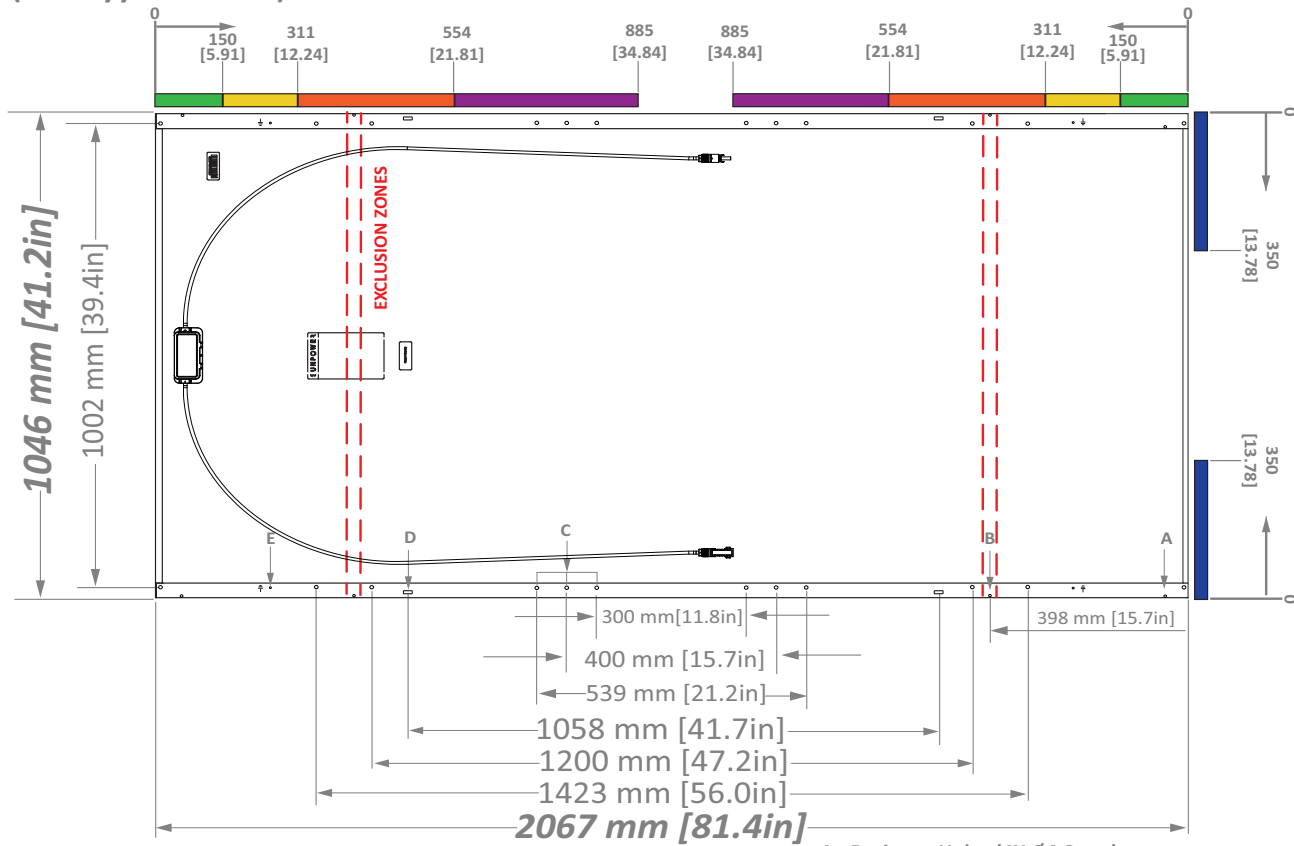 0
0
150
[5.91]
311
[12.24]
554
[21.81]
885
[34.84]
885
[34.84]
554
[21.81]
311
[12.24]
150
[5.91]
0
350
[13.78]
350
[13.78]
0
1046 mm [41.2in]
1002 mm [39.4in]
EXCLUSION ZONES
E
D
C
B
A
300 mm[11.8in]
398 mm [15.7in]
400 mm [15.7in]
539 mm [21.2in]
1058 mm [41.7in]
1200 mm [47.2in]
1423 mm [56.0in]
2067 mm [81.4in]